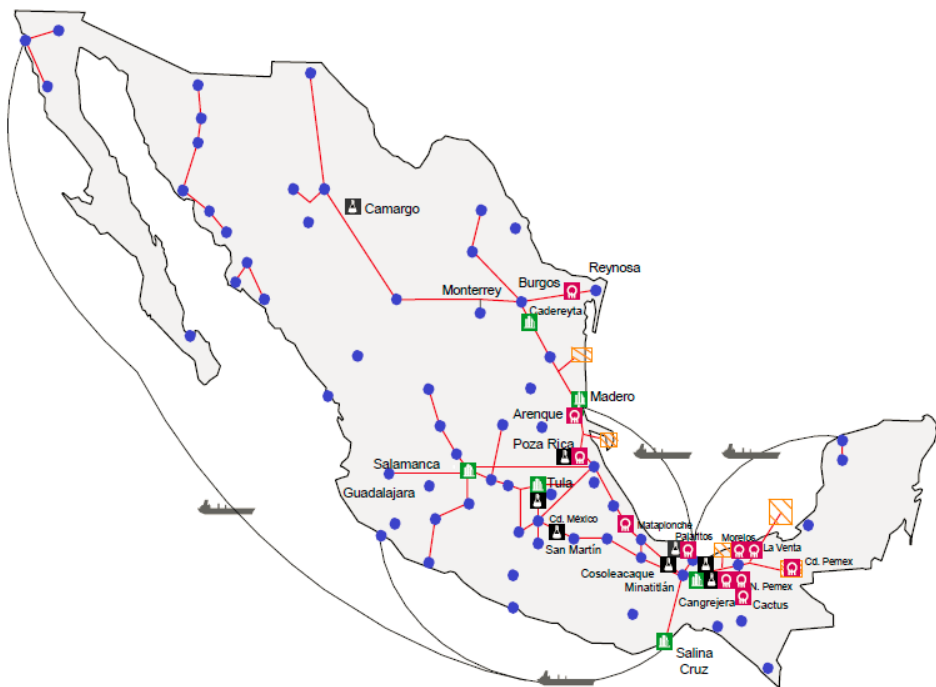 Camargo
Reynosa
Burgos
Monterrey
Cadereyta
Madero
Arenque
Poza Rica
Salamanca
Tula
Guadalajara
Cd. México
San Martín
Matapionche
Pajaritos
Morelos
La Venta
Cd. Pemex
Cosoleacaque
Minatitlán
N. Pemex
Cangrejera
Cactus
Salina
Cruz